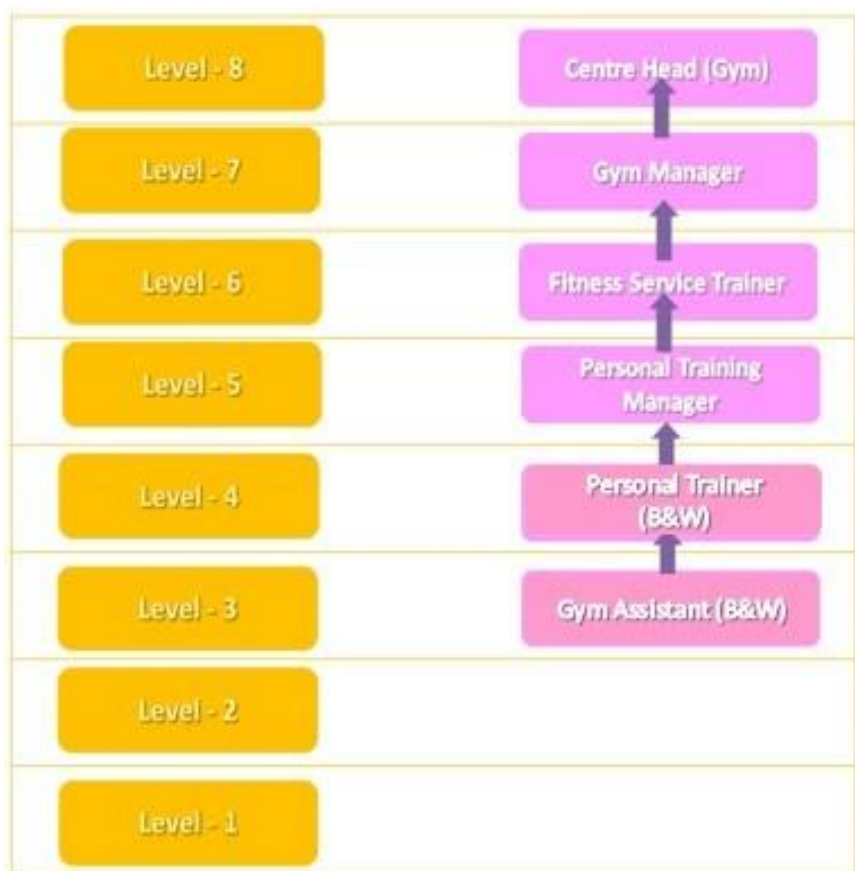 Level - 8
Centre Head (Gym)
Level - 7
Gym Manager
Level - 6
Fitness Service Trainer
Level - 5
Personal Training
Manager
Level - 4
Personal Trainer
(B&W)
Level - 3
Gym Assistant (B&W)
Level - 2
Level - 1